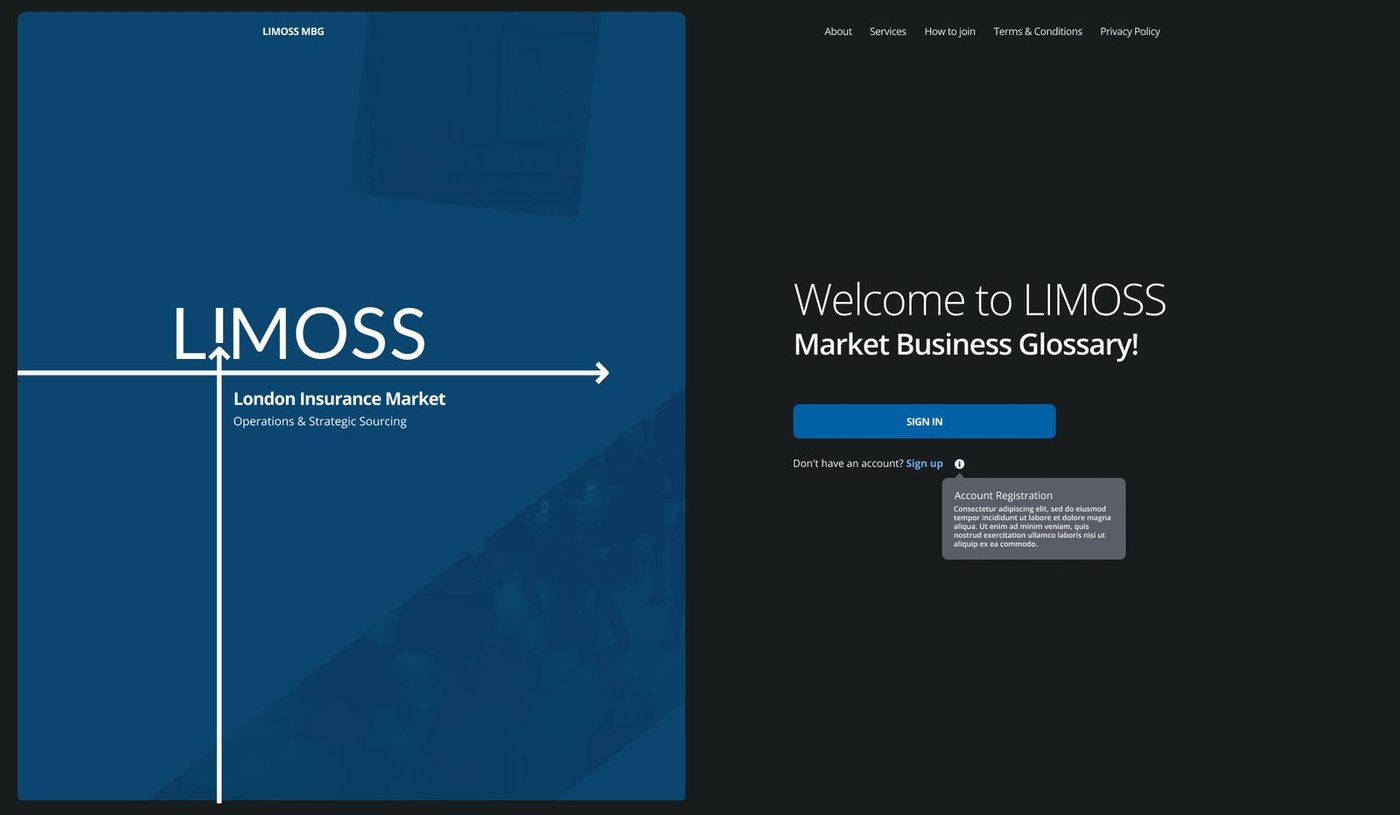 LIMOSS MBG
About Services How to join Terms & Conditions Privacy Policy
LIMOSS
London Insurance Market
Operations & Strategic Sourcing
Welcome to LIMOSS
Market Business Glossary!
SIGN IN
Don't have an account? Sign up
Account Registration
Consectetur adipiscing elit, sed do eiusmod
tempor incididunt ut labore et dolore magna
aliqua. Ut enim ad minim veniam, quis
nostrud exercitation ullamco laboris nisi ut
aliquip ex ea commodo.